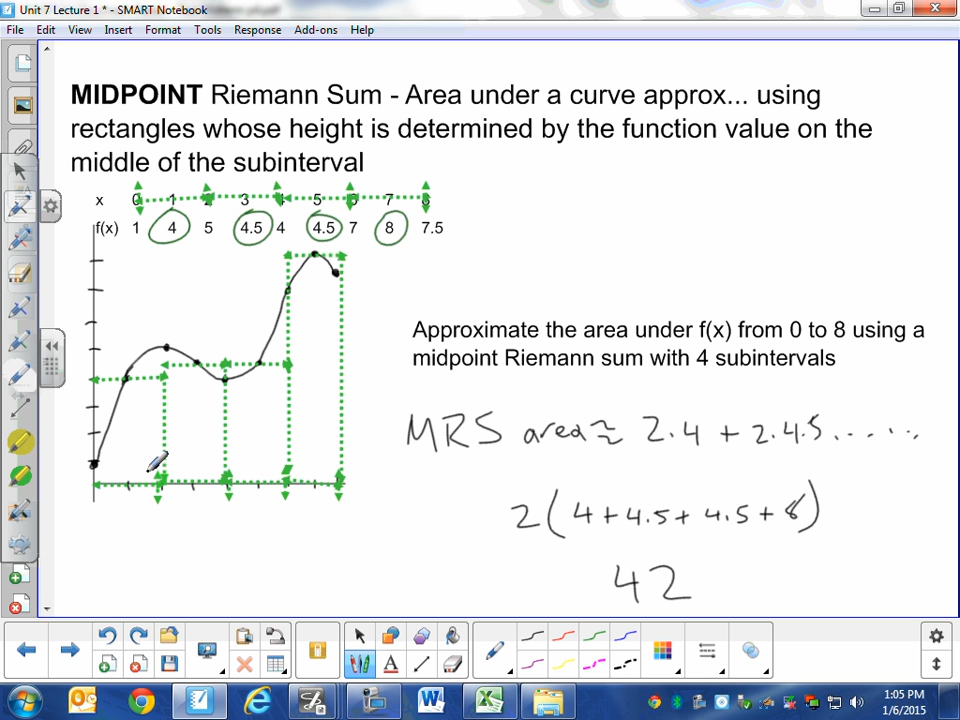 Unit 7 Lecture 1 * - SMART Notebook
File Edit View Insert Format Tools Response Add-ons Help
MIDPOINT Riemann Sum - Area under a curve approx... using
rectangles whose height is determined by the function value on the
middle of the subinterval
x 0 1 2 3 4 5 6 7 8
f(x) 1 4 5 4.5 4 4.5 7 8 7.5
Approximate the area under f(x) from 0 to 8 using a
midpoint Riemann sum with 4 subintervals
MRS area ≈ 2.4 + 2.4.5......
2(4+4.5+4.5+8)
42
A
1:05 PM
1/6/2015